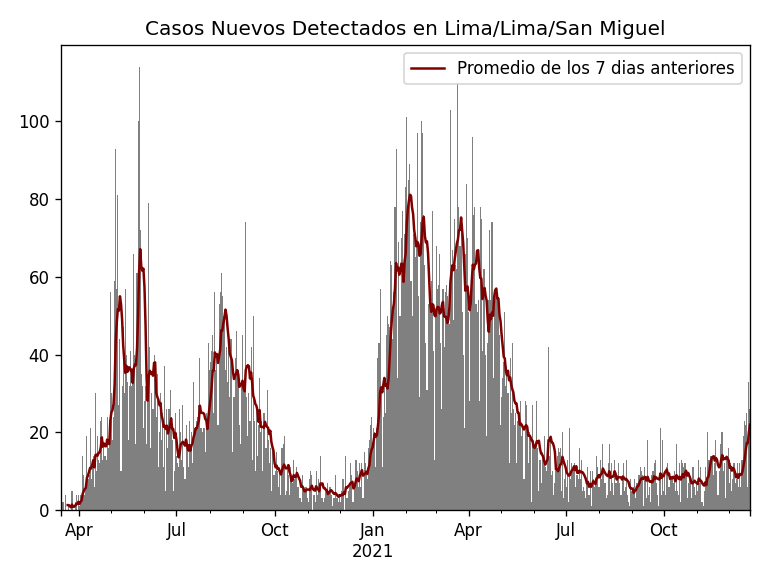 Casos Nuevos Detectados en Lima/Lima/San Miguel
Promedio de los 7 dias anteriores
100
80
60
40
20
0
Apr Jul Oct Jan Apr Jul Oct
2021